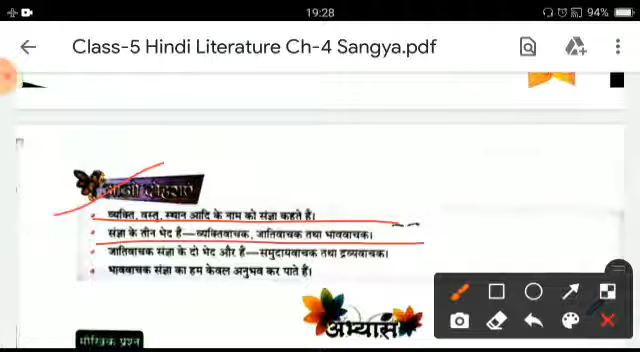 19:28
94%
Class-5 Hindi Literature Ch-4 Sangya.pdf
व्यक्ति, वस्तु, स्थान आदि के नाम को संज्ञा कहते हैं।
संज्ञा के तीन भेद हैं—व्यक्तिवाचक, जातिवाचक तथा भाववाचक।
जातिवाचक संज्ञा के दो भेद और हैं—समुदायवाचक तथा द्रव्यवाचक।
भाववाचक संज्ञा का हम केवल अनुभव कर पाते हैं।
अभ्यास
मौखिक प्रश्न